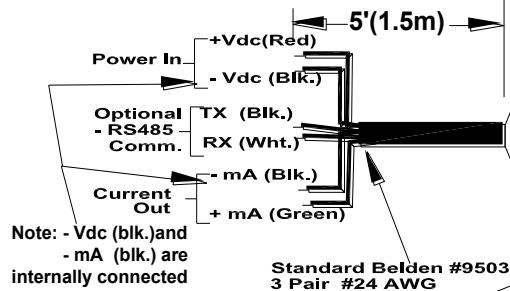 5'(1.5m)
+Vdc(Red)
Power In
- Vdc (Blk.)
Optional
- RS485
Comm.
TX (Blk.)
RX (Wht.)
- mA (Blk.)
Current
Out
+ mA (Green)
Note: - Vdc (blk.)and
- mA (blk.) are
internally connected
Standard Belden #9503
3 Pair #24 AWG